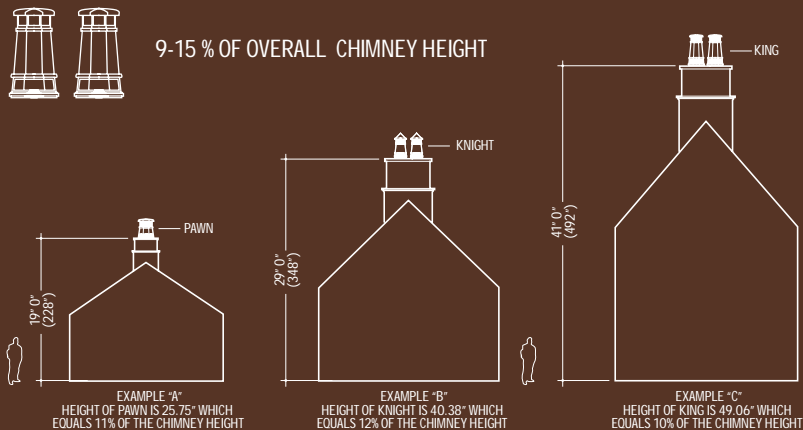 9-15 % OF OVERALL CHIMNEY HEIGHT
KING
KNIGHT
PAWN
41' 0"
(492")
29' 0"
(348")
19' 0"
(228")
EXAMPLE "A"
HEIGHT OF PAWN IS 25.75" WHICH
EQUALS 11% OF THE CHIMNEY HEIGHT
EXAMPLE "B"
HEIGHT OF KNIGHT IS 40.38" WHICH
EQUALS 12% OF THE CHIMNEY HEIGHT
EXAMPLE "C"
HEIGHT OF KING IS 49.06" WHICH
EQUALS 10% OF THE CHIMNEY HEIGHT